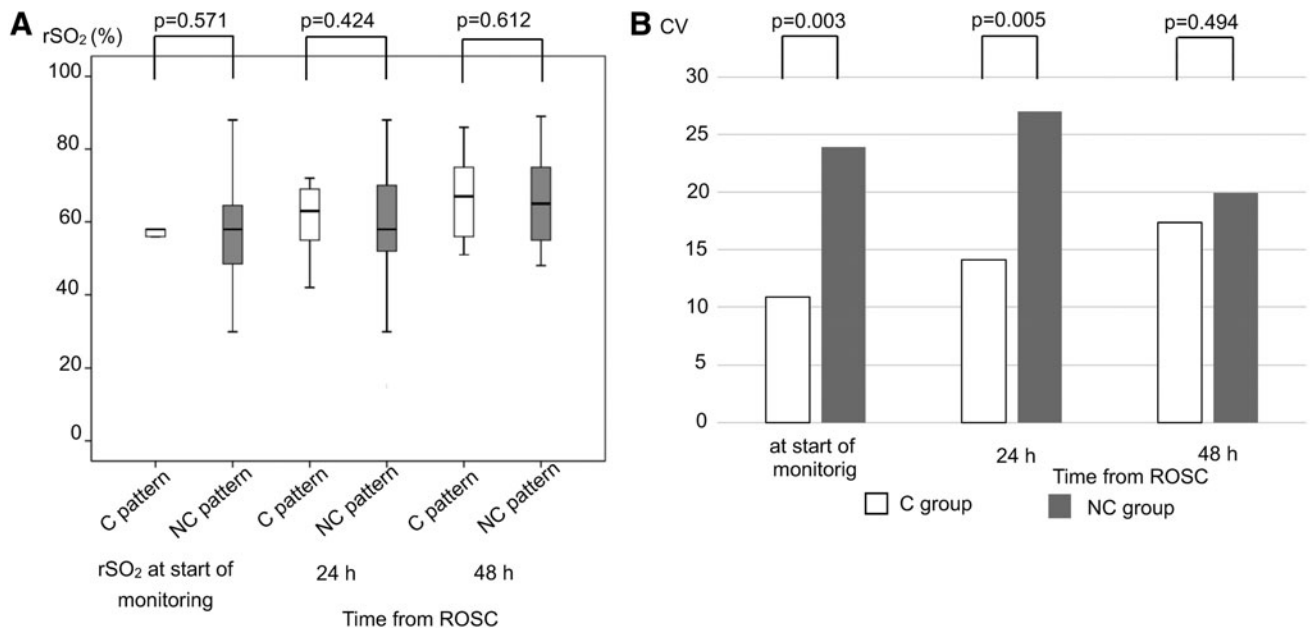 A
rSO₂ (%)
p=0.571
p=0.424
p=0.612
100
80
60
40
20
0
C pattern
NC pattern
C pattern
NC pattern
C pattern
NC pattern
rSO₂ at start of
monitoring
24 h
48 h
Time from ROSC
B
CV
p=0.003
p=0.005
p=0.494
30
25
20
15
10
5
0
at start of
monitorig
24 h
48 h
Time from ROSC
C group
NC group